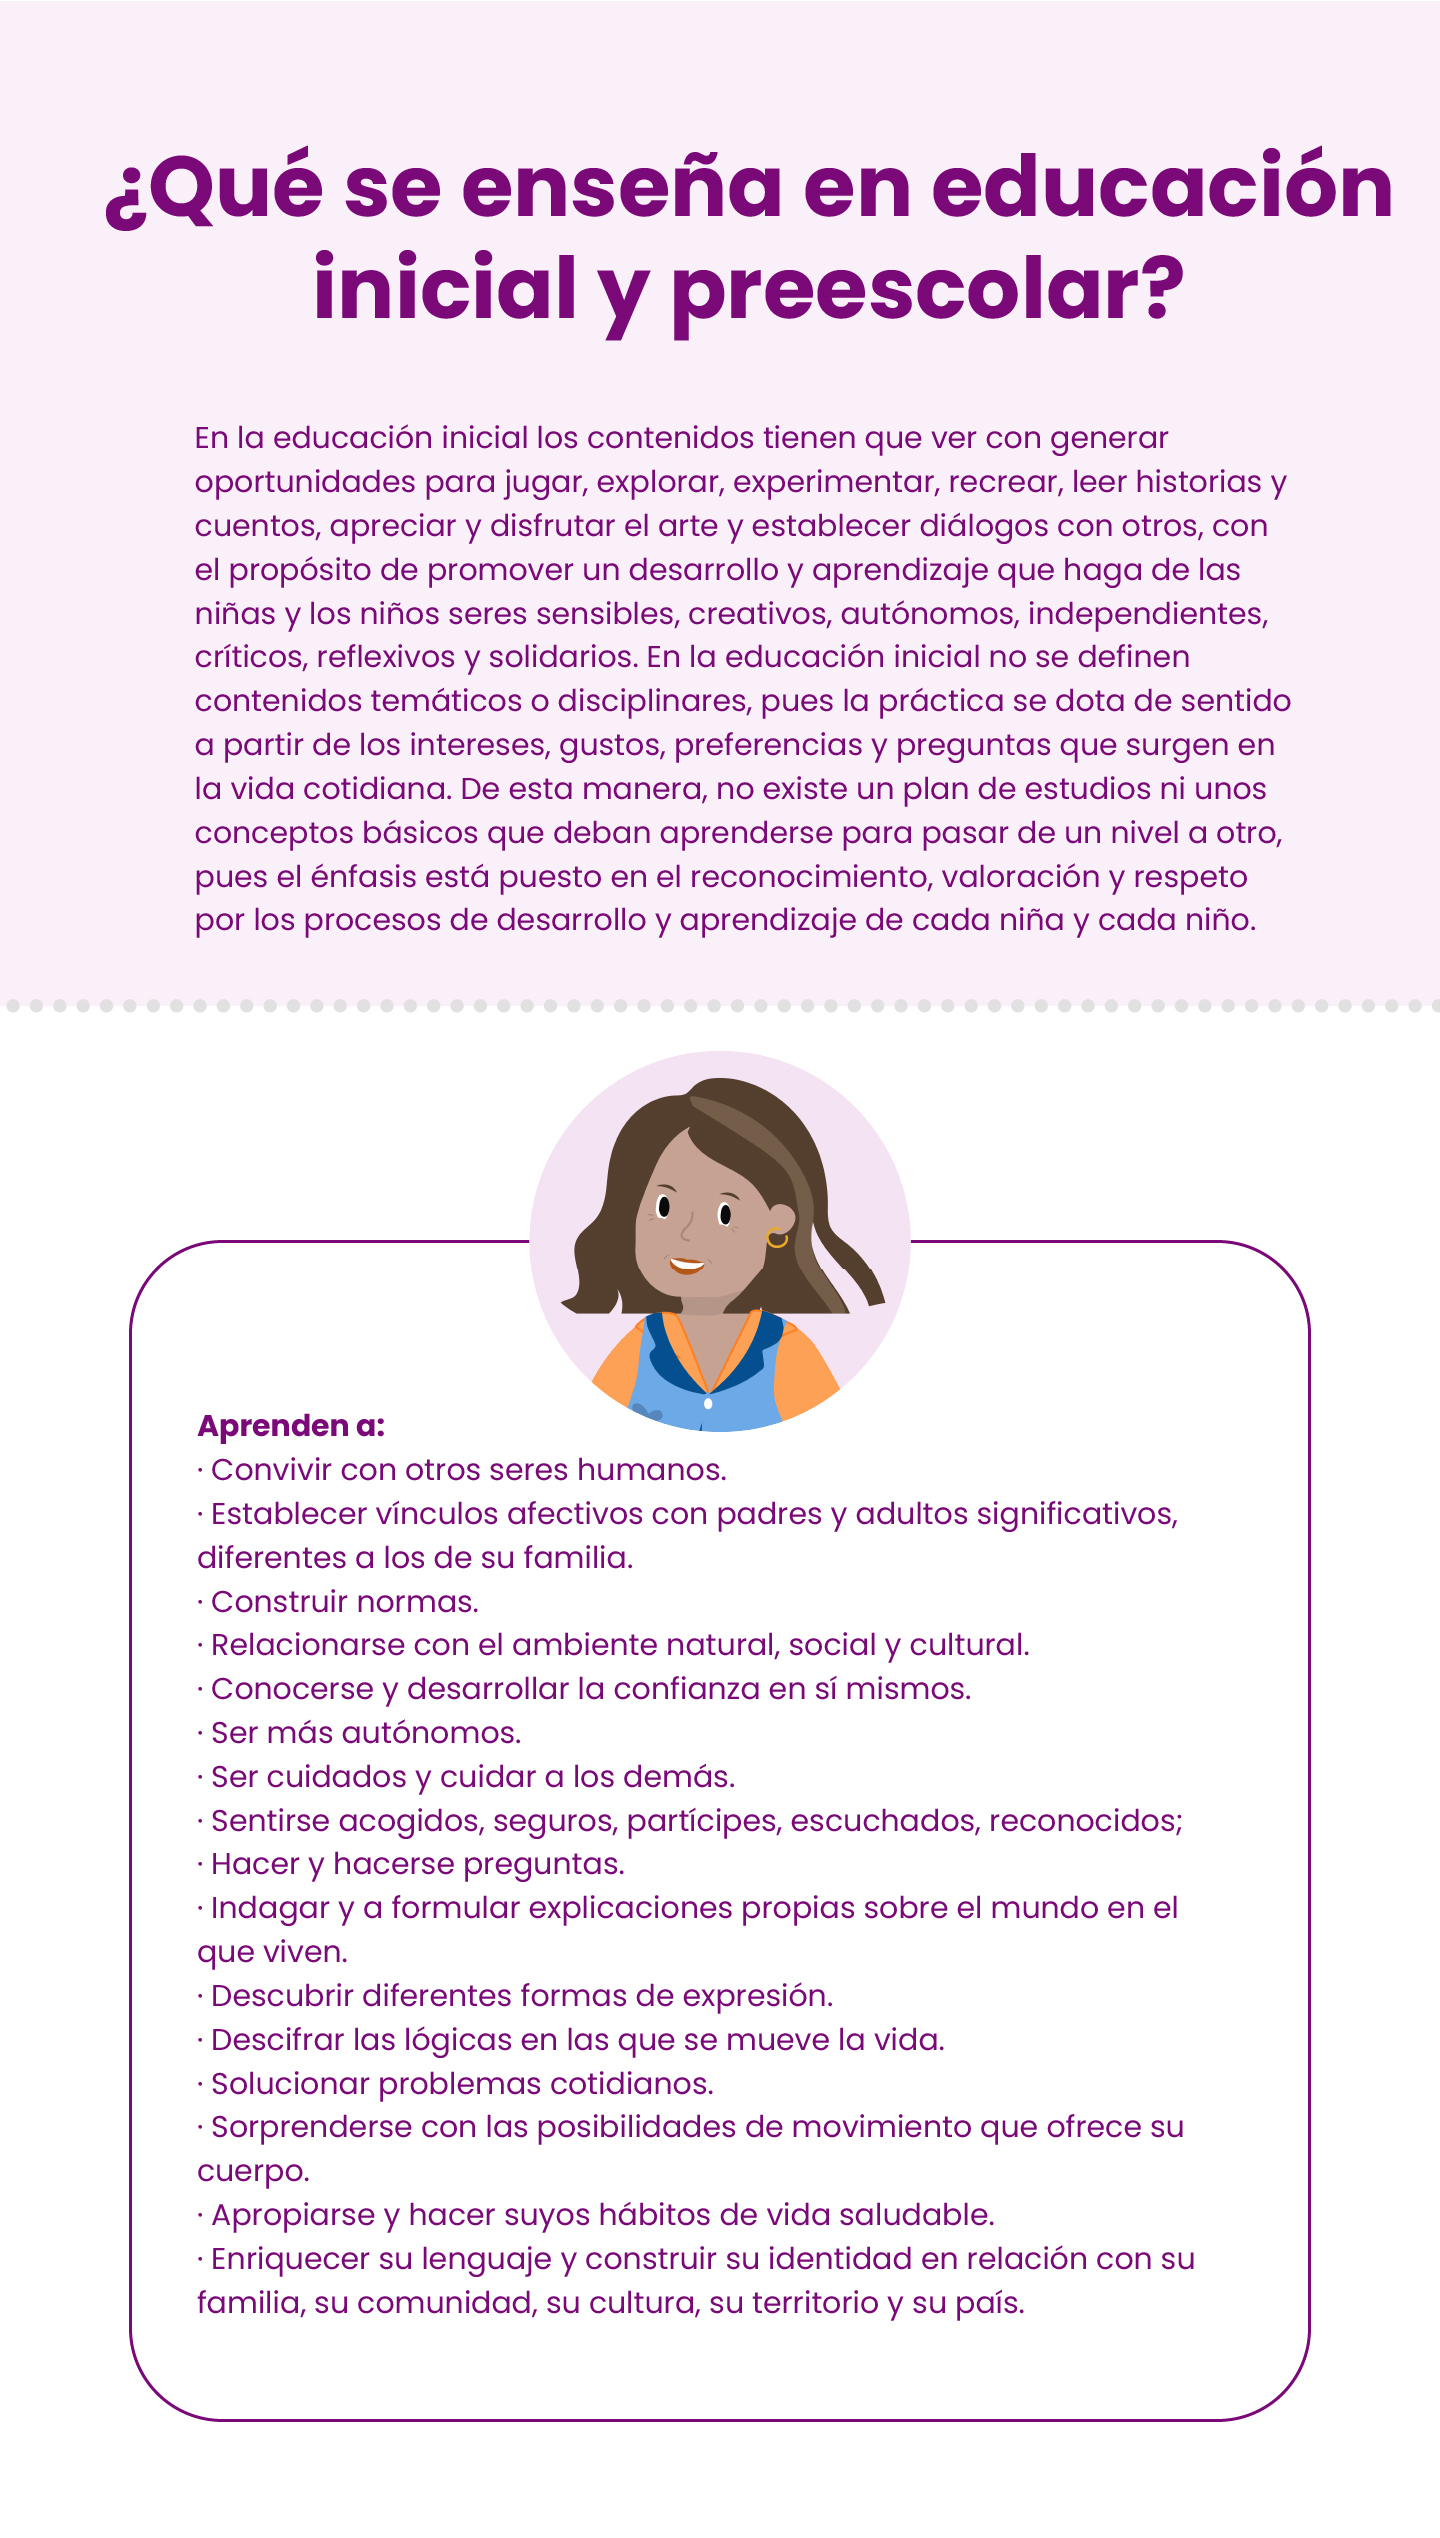 ¿Qué se enseña en educación
inicial y preescolar?
En la educación inicial los contenidos tienen que ver con generar
oportunidades para jugar, explorar, experimentar, recrear, leer historias y
cuentos, apreciar y disfrutar el arte y establecer diálogos con otros, con
el propósito de promover un desarrollo y aprendizaje que haga de las
niñas y los niños seres sensibles, creativos, autónomos, independientes,
críticos, reflexivos y solidarios. En la educación inicial no se definen
contenidos temáticos o disciplinares, pues la práctica se dota de sentido
a partir de los intereses, gustos, preferencias y preguntas que surgen en
la vida cotidiana. De esta manera, no existe un plan de estudios ni unos
conceptos básicos que deban aprenderse para pasar de un nivel a otro,
pues el énfasis está puesto en el reconocimiento, valoración y respeto
por los procesos de desarrollo y aprendizaje de cada niña y cada niño.
Aprenden a:
· Convivir con otros seres humanos.
· Establecer vínculos afectivos con padres y adultos significativos,
diferentes a los de su familia.
· Construir normas.
· Relacionarse con el ambiente natural, social y cultural.
· Conocerse y desarrollar la confianza en sí mismos.
· Ser más autónomos.
· Ser cuidados y cuidar a los demás.
· Sentirse acogidos, seguros, partícipes, escuchados, reconocidos;
· Hacer y hacerse preguntas.
· Indagar y a formular explicaciones propias sobre el mundo en el
que viven.
· Descubrir diferentes formas de expresión.
· Descifrar las lógicas en las que se mueve la vida.
· Solucionar problemas cotidianos.
· Sorprenderse con las posibilidades de movimiento que ofrece su
cuerpo.
· Apropiarse y hacer suyos hábitos de vida saludable.
· Enriquecer su lenguaje y construir su identidad en relación con su
familia, su comunidad, su cultura, su territorio y su país.